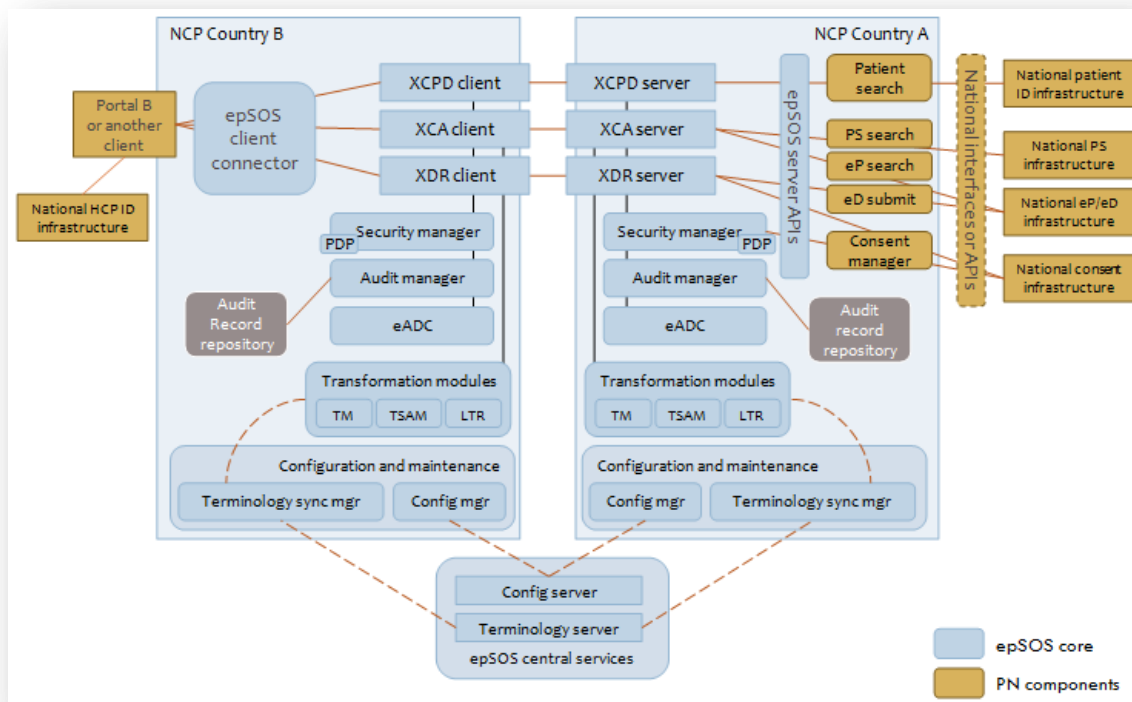 NCP Country B
NCP Country A
XCPD client
XCPD server
Patient
search
National patient
ID infrastructure
Portal B
or another
client
epSOS
client
connector
XCA client
XCA server
PS search
National PS
infrastructure
eP search
XDR client
XDR server
eD submit
National eP/eD
infrastructure
National HCP ID
infrastructure
epSOS server APIs
National interfaces or APIs
Security manager
PDP
Security manager
PDP
Consent
manager
National consent
infrastructure
Audit manager
Audit manager
Audit
Record
repository
Audit
record
repository
eADC
eADC
Transformation modules
TM
TSAM
LTR
Transformation modules
TM
TSAM
LTR
Configuration and maintenance
Terminology sync mgr
Config mgr
Configuration and maintenance
Config mgr
Terminology sync mgr
Config server
Terminology server
epSOS central services
epSOS core
PN components